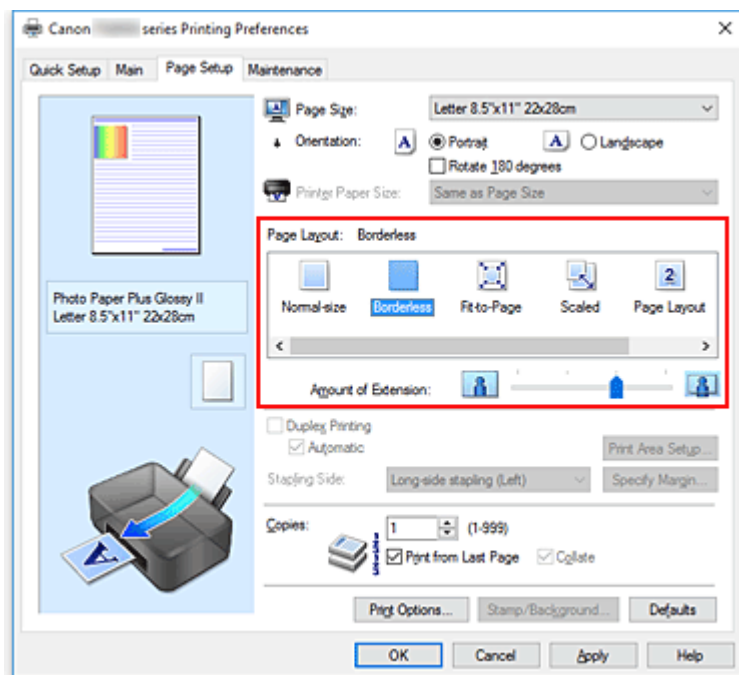 Canon series Printing Preferences
Quick Setup Main Page Setup Maintenance
Page Size: Letter 8.5"x11" 22x28cm
Orientation: A Portrait A Landscape
Rotate 180 degrees
Printer Paper Size: Same as Page Size
Page Layout: Borderless
2
Normal-size Borderless Fit-to-Page Scaled Page Layout
Photo Paper Plus Glossy II
Letter 8.5"x11" 22x28cm
Amount of Extension:
Duplex Printing
Automatic Print Area Setup...
Stapling Side: Long-side stapling (Left) Specify Margin...
Copies: 1 (1-999)
Print from Last Page Collate
A
Print Options... Stamp/Background... Defaults
OK Cancel Apply Help